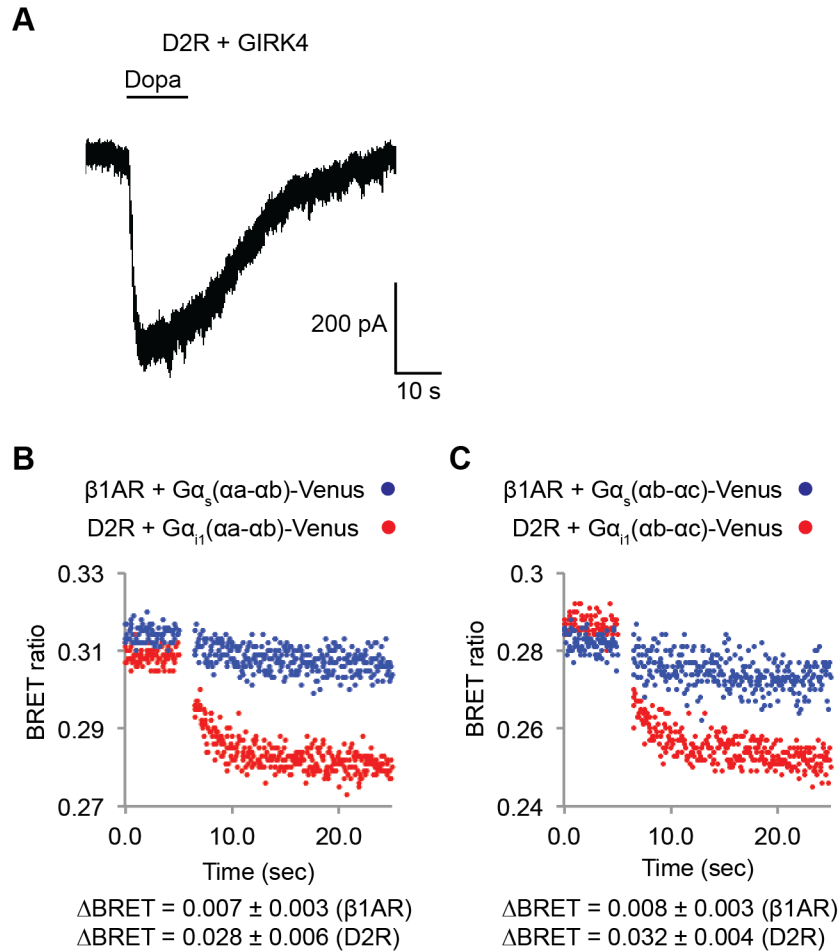 A
D2R + GIRK4
Dopa
200 pA
10 s
B
β1AR + Gαs(αa-αb)-Venus
D2R + Gαi1(αa-αb)-Venus
0.33
0.31
0.29
0.27
BRET ratio
0.0
10.0
20.0
Time (sec)
ΔBRET = 0.007 ± 0.003 (β1AR)
ΔBRET = 0.028 ± 0.006 (D2R)
C
β1AR + Gαs(αb-αc)-Venus
D2R + Gαi1(αb-αc)-Venus
0.3
0.28
0.26
0.24
BRET ratio
0.0
10.0
20.0
Time (sec)
ΔBRET = 0.008 ± 0.003 (β1AR)
ΔBRET = 0.032 ± 0.004 (D2R)